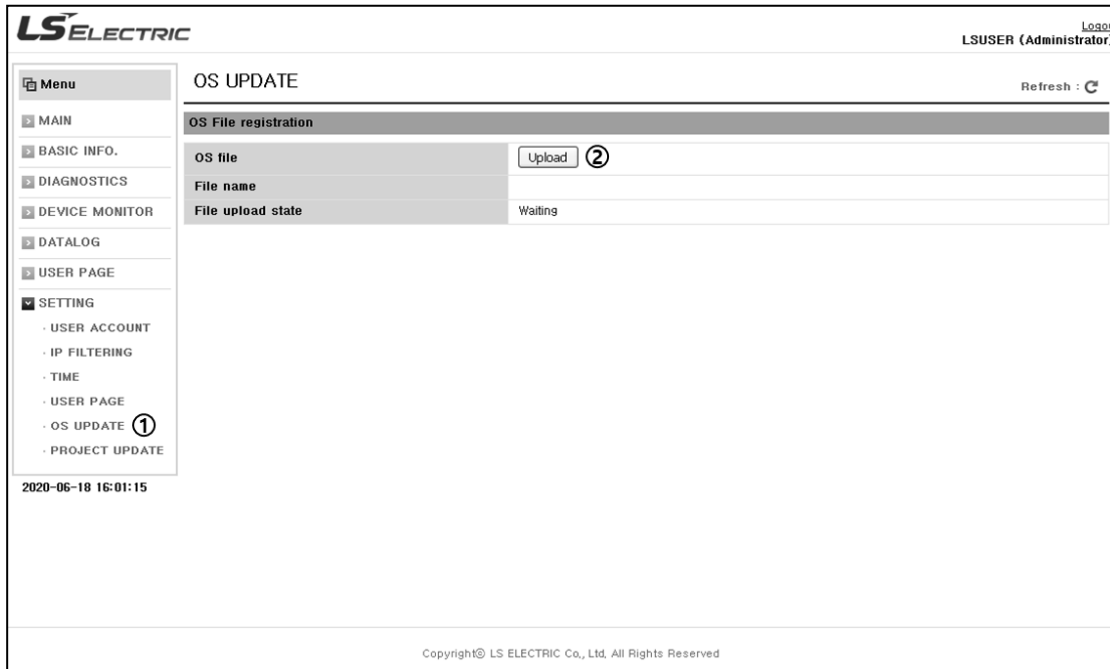 LS ELECTRIC
Logou
LSUSER (Administrator)
Menu
MAIN
BASIC INFO.
DIAGNOSTICS
DEVICE MONITOR
DATALOG
USER PAGE
SETTING
· USER ACCOUNT
· IP FILTERING
· TIME
· USER PAGE
· OS UPDATE ①
· PROJECT UPDATE
2020-06-18 16:01:15
OS UPDATE
Refresh :
OS File registration
OS file Upload ②
File name
File upload state Waiting
Copyright© LS ELECTRIC Co,, Ltd, All Rights Reserved